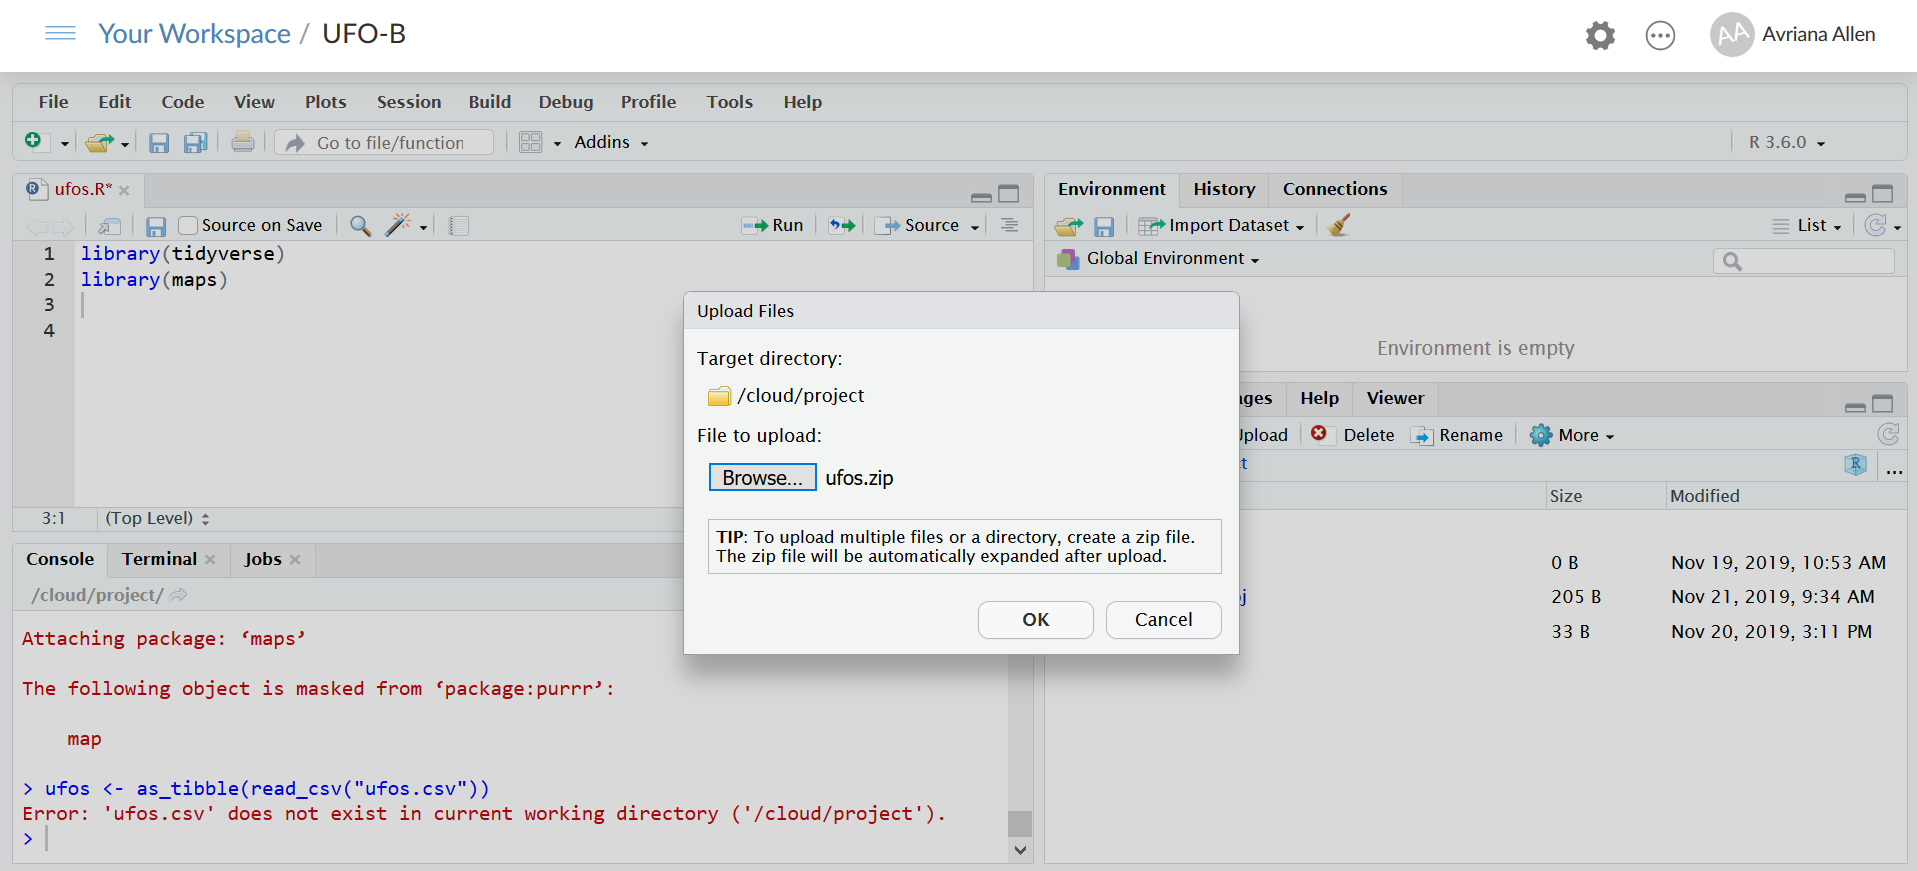 Your Workspace / UFO-B
AA Avriana Allen
File Edit Code View Plots Session Build Debug Profile Tools Help
Go to file/function Addins R 3.6.0
ufos.R*
Source on Save Run Source
1 library(tidyverse)
2 library(maps)
3
4
3:1 (Top Level)
Console Terminal Jobs
/cloud/project/
Attaching package: ‘maps’
The following object is masked from ‘package:purrr’:
map
> ufos <- as_tibble(read_csv("ufos.csv"))
Error: 'ufos.csv' does not exist in current working directory ('/cloud/project').
>
Upload Files
Target directory:
/cloud/project
File to upload:
Browse... ufos.zip
TIP: To upload multiple files or a directory, create a zip file.
The zip file will be automatically expanded after upload.
OK Cancel
Environment History Connections
Import Dataset List
Global Environment
Environment is empty
ages Help Viewer
Upload Delete Rename More
t R ...
Size Modified
0 B Nov 19, 2019, 10:53 AM
j 205 B Nov 21, 2019, 9:34 AM
33 B Nov 20, 2019, 3:11 PM